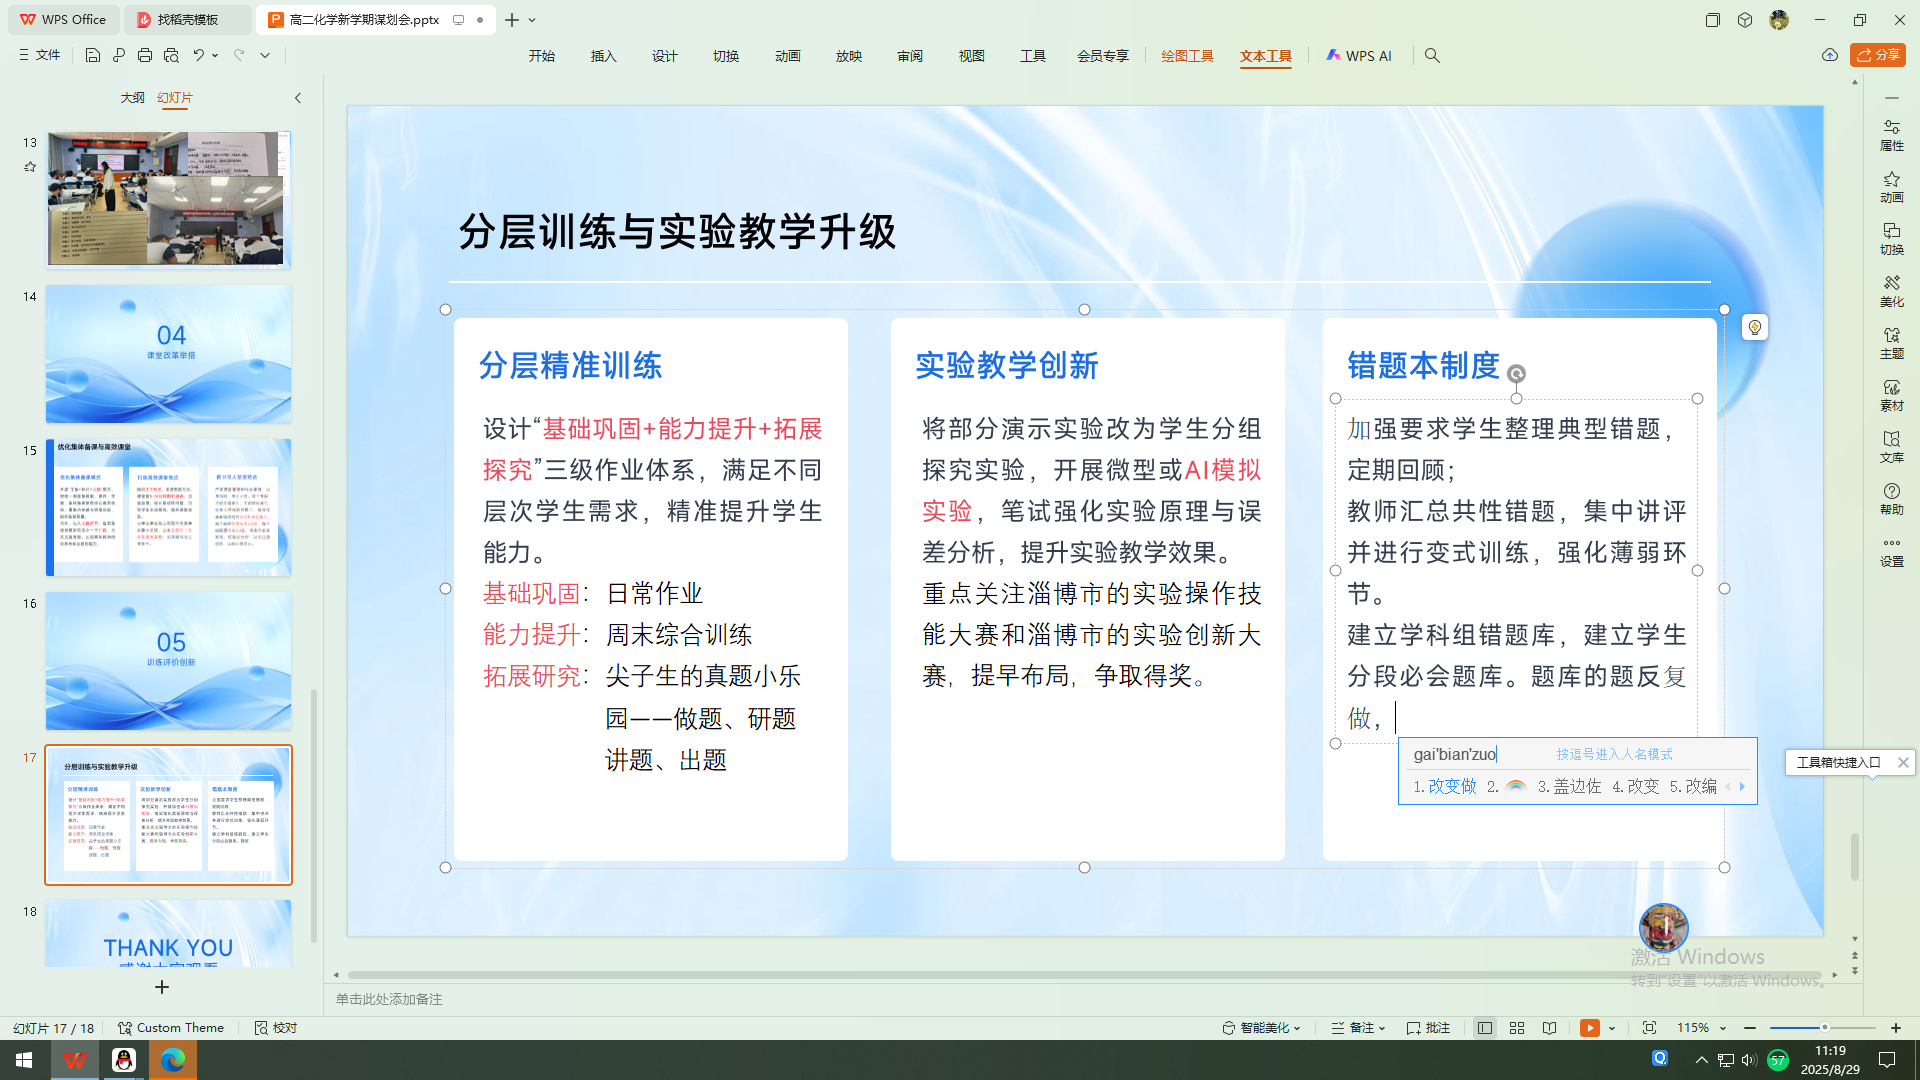 WPS Office
找稻壳模板
高二化学新学期谋划会.pptx
文件
开始
插入
设计
切换
动画
放映
审阅
视图
工具
会员专享
绘图工具
文本工具
WPS AI
分享
大纲
幻灯片
13
14
04
课堂改革举措
15
优化集体备课与高效课堂
16
05
训练评价创新
17
分层训练与实验教学升级
18
THANK YOU
分层训练与实验教学升级
分层精准训练
设计“基础巩固+能力提升+拓展
探究”三级作业体系，满足不同
层次学生需求，精准提升学生
能力。
基础巩固：日常作业
能力提升：周末综合训练
拓展研究：尖子生的真题小乐
园——做题、研题
讲题、出题
实验教学创新
将部分演示实验改为学生分组
探究实验，开展微型或AI模拟
实验，笔试强化实验原理与误
差分析，提升实验教学效果。
重点关注淄博市的实验操作技
能大赛和淄博市的实验创新大
赛，提早布局，争取得奖。
错题本制度
加强要求学生整理典型错题，
定期回顾；
教师汇总共性错题，集中讲评
并进行变式训练，强化薄弱环
节。
建立学科组错题库，建立学生
分段必会题库。题库的题反复
做，
gai'bian'zuo
按逗号进入人名模式
1.改变做 2. 3.盖边佐 4.改变 5.改编
属性
动画
切换
美化
主题
素材
文库
帮助
设置
工具箱快捷入口
激活 Windows
转到“设置”以激活 Windows。
单击此处添加备注
幻灯片 17 / 18
Custom Theme
校对
智能美化
备注
批注
115%
57
11:19
2025/8/29